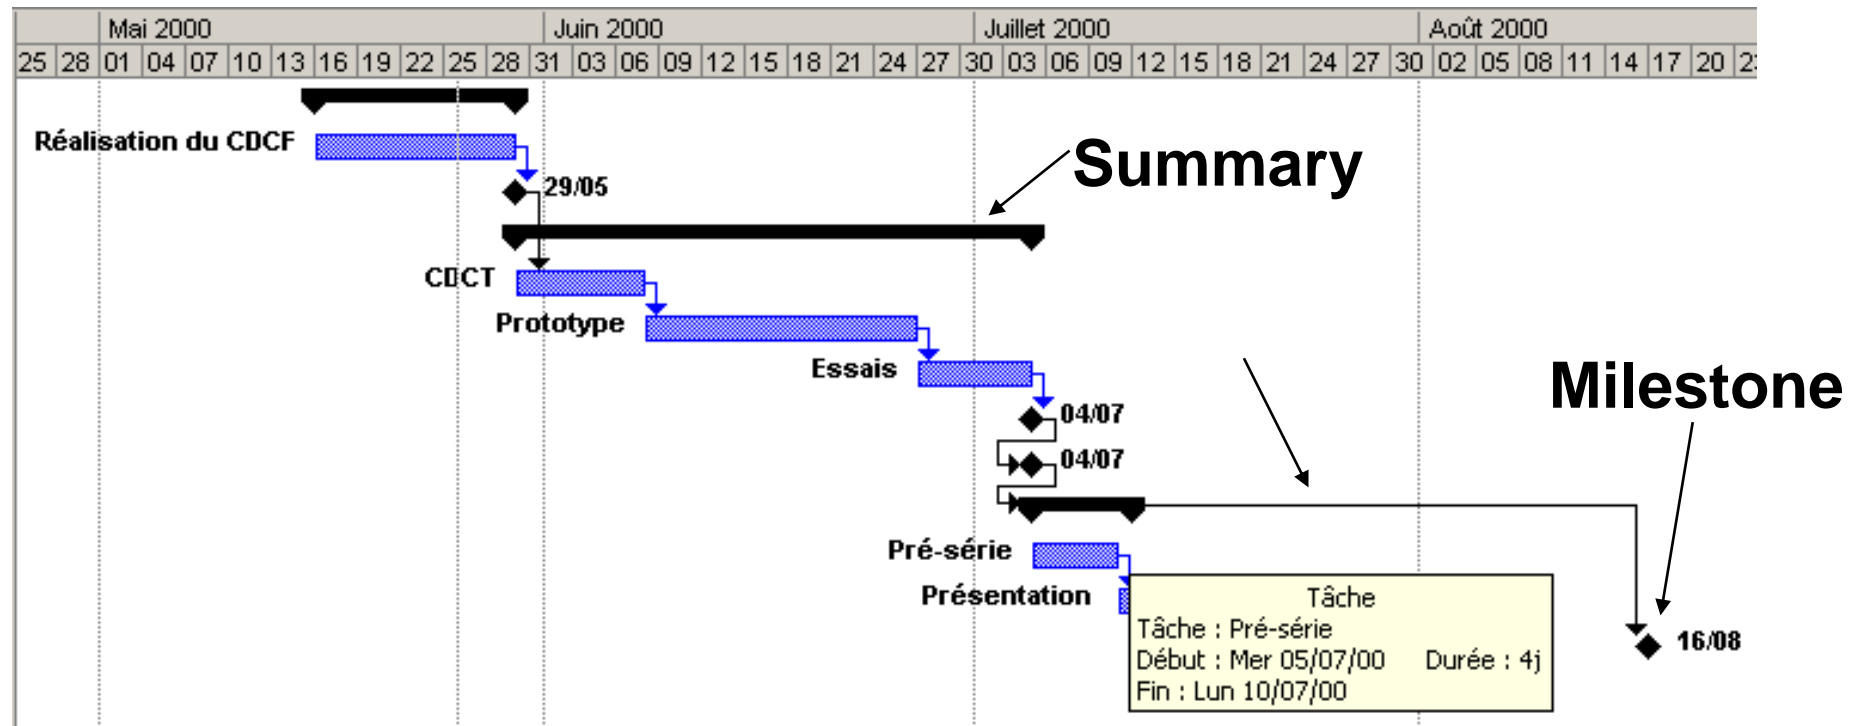 Mai 2000 Juin 2000 Juillet 2000 Août 2000
25 28 01 04 07 10 13 16 19 22 25 28 31 03 06 09 12 15 18 21 24 27 30 03 06 09 12 15 18 21 24 27 30 02 05 08 11 14 17 20
Réalisation du CDCF
Summary
29/05
CDCT
Prototype
Essais
Milestone
04/07
04/07
Pré-série
Présentation
Tâche
Tâche : Pré-série
Début : Mer 05/07/00 Durée : 4j
Fin : Lun 10/07/00
16/08